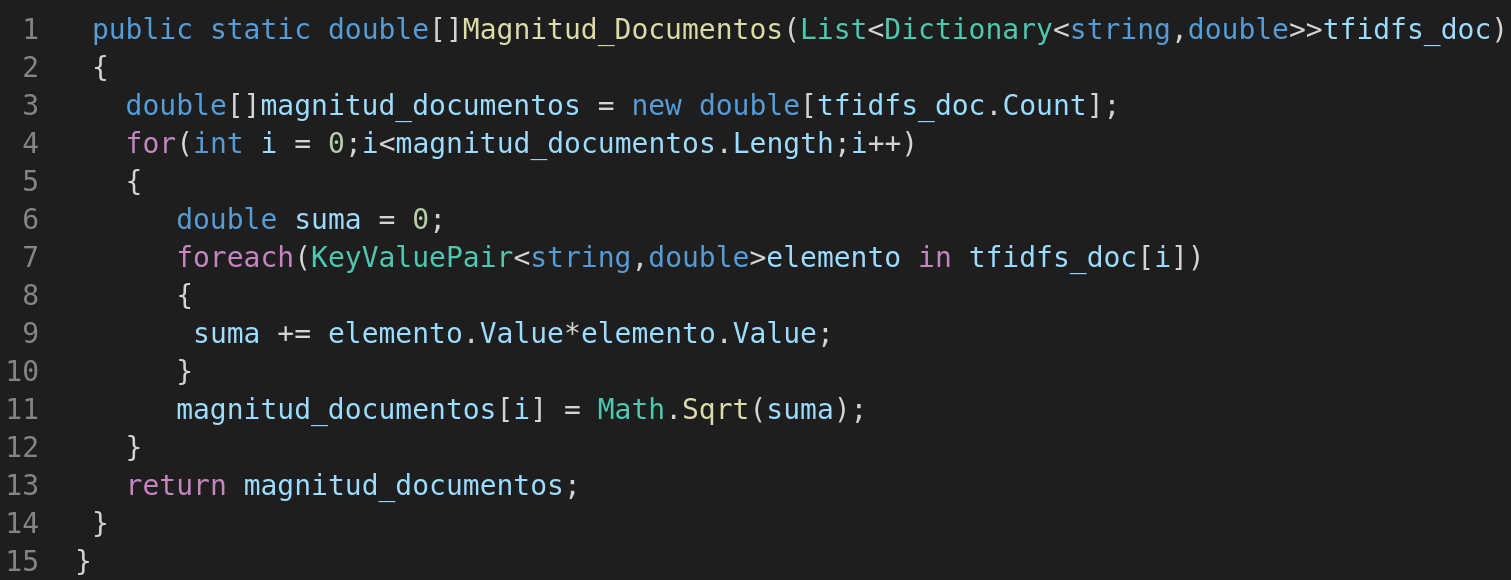 1 public static double[]Magnitud_Documentos(List<Dictionary<string,double>>tfidfs_doc)
2 {
3 double[]magnitud_documentos = new double[tfidfs_doc.Count];
4 for(int i = 0;i<magnitud_documentos.Length;i++)
5 {
6 double suma = 0;
7 foreach(KeyValuePair<string,double>elemento in tfidfs_doc[i])
8 {
9 suma += elemento.Value*elemento.Value;
10 }
11 magnitud_documentos[i] = Math.Sqrt(suma);
12 }
13 return magnitud_documentos;
14 }
15 }